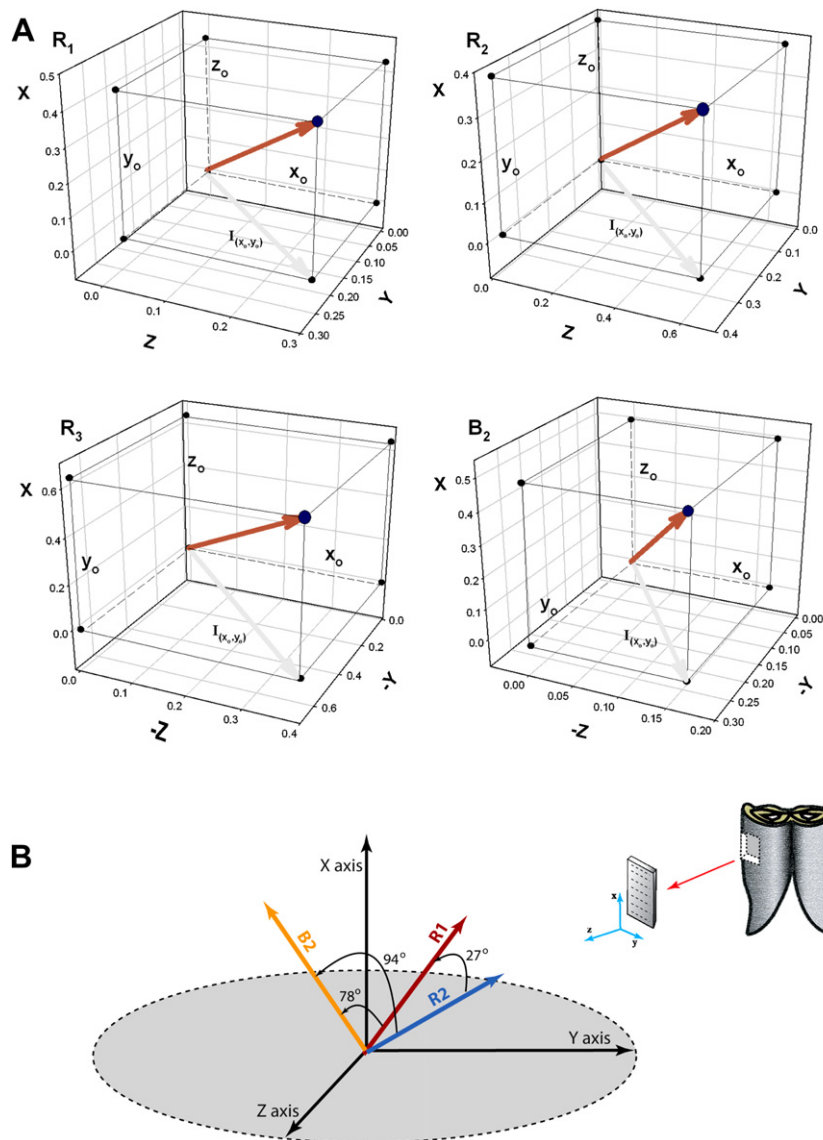 A
R1
X
0.5
0.4
0.3
0.2
0.1
0.0
zo
yo
xo
I(xo,yo)
0.0
0.1
0.2
0.3
Z
0.00
0.05
0.10
0.15
0.20
0.25
0.30
Y
R2
X
0.4
0.3
0.2
0.1
0.0
zo
yo
xo
I(xo,yo)
0.0
0.2
0.4
0.6
Z
0.0
0.1
0.2
0.3
0.4
Y
R3
X
0.6
0.4
0.2
0.0
zo
yo
xo
I(xo,yo)
0.0
0.1
0.2
0.3
0.4
-Z
0.0
0.2
0.4
0.6
-Y
B2
X
0.5
0.4
0.3
0.2
0.1
0.0
zo
yo
xo
I(xo,yo)
0.00
0.05
0.10
0.15
0.20
-Z
0.00
0.05
0.10
0.15
0.20
0.25
0.30
-Y
B
X axis
B2
R1
94°
27°
78°
R2
Y axis
Z axis
x
z
y